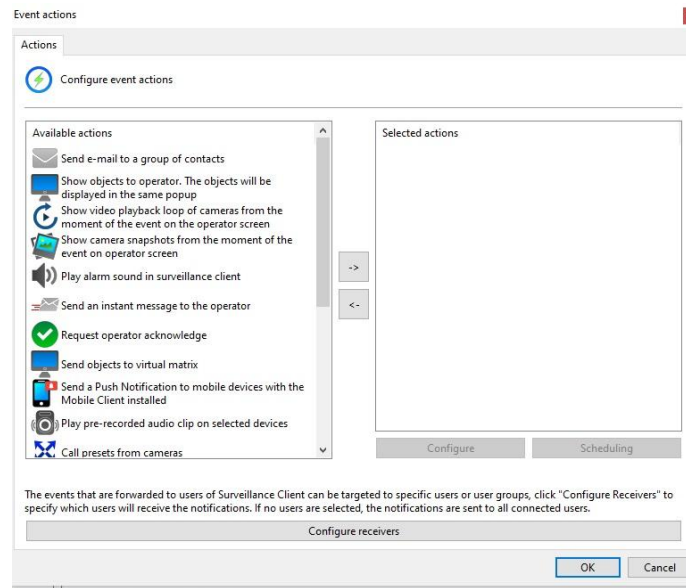 Event actions
Actions
Configure event actions
Available actions
Send e-mail to a group of contacts
Show objects to operator. The objects will be
displayed in the same popup
Show video playback loop of cameras from the
moment of the event on the operator screen
Show camera snapshots from the moment of the
event on operator screen
Play alarm sound in surveillance client
Send an instant message to the operator
Request operator acknowledge
Send objects to virtual matrix
Send a Push Notification to mobile devices with the
Mobile Client installed
Play pre-recorded audio clip on selected devices
Call presets from cameras
->
<-
Selected actions
Configure
Scheduling
The events that are forwarded to users of Surveillance Client can be targeted to specific users or user groups, click "Configure Receivers" to
specify which users will receive the notifications. If no users are selected, the notifications are sent to all connected users.
Configure receivers
OK
Cancel